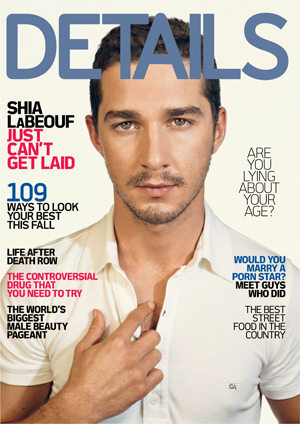 DETAILS
SHIA
LABEOUF
JUST
CAN'T
GET LAID
109
WAYS TO LOOK
YOUR BEST
THIS FALL
LIFE AFTER
DEATH ROW
THE CONTROVERSIAL
DRUG THAT
YOU NEED TO TRY
THE WORLD'S
BIGGEST
MALE BEAUTY
PAGEANT
ARE
YOU
LYING
ABOUT
YOUR
AGE?
WOULD YOU
MARRY A
PORN STAR?
MEET GUYS
WHO DID
THE BEST
STREET
FOOD IN THE
COUNTRY